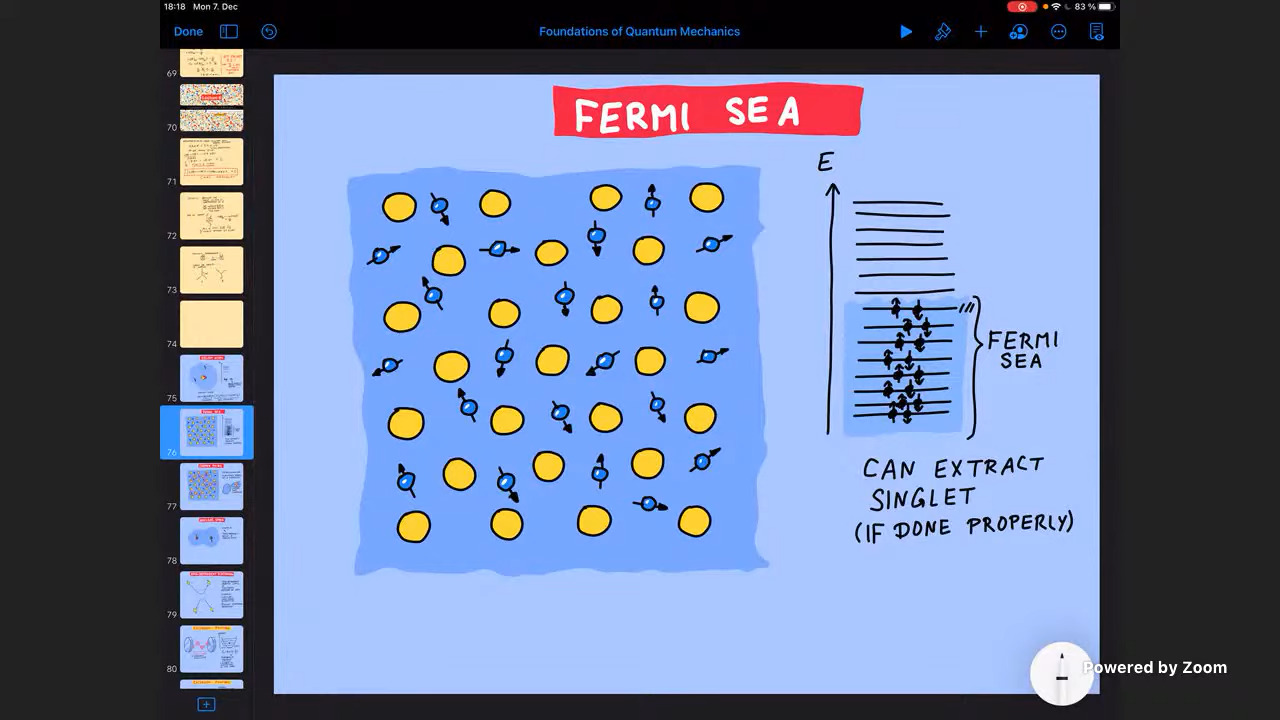 18:18 Mon 7. Dec
83 %
Done
Foundations of Quantum Mechanics
69
70
71
72
73
74
75
76
77
78
79
80
FERMI SEA
E
FERMI
SEA
CAN EXTRACT
SINGLET
(IF DONE PROPERLY)
Powered by Zoom